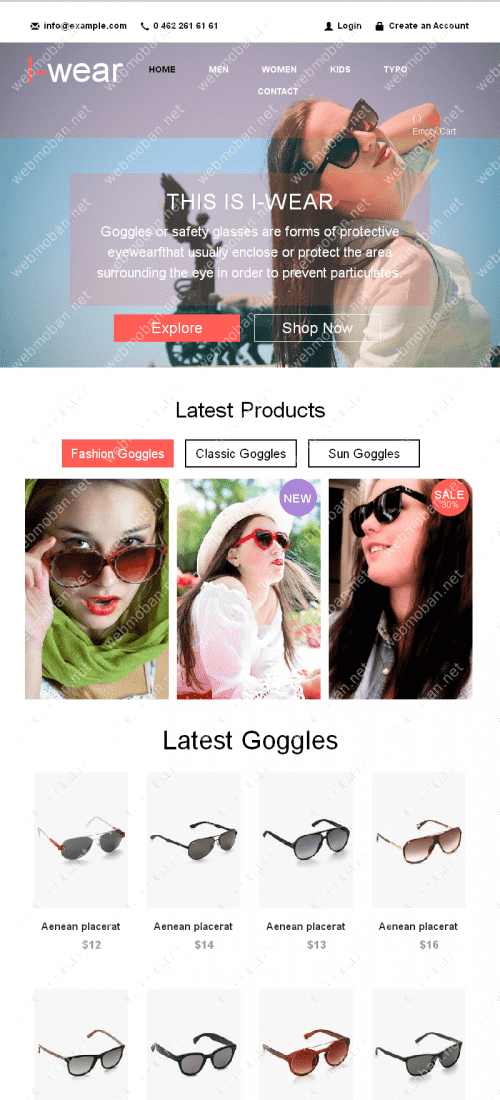 info@example.com
0 462 261 61 61
Login
Create an Account
I-wear
HOME
MEN
WOMEN
KIDS
TYPO
CONTACT
Empty Cart
THIS IS I-WEAR
Goggles or safety glasses are forms of protective
eyewearfthat usually enclose or protect the area
surrounding the eye in order to prevent particulates.
Explore
Shop Now
Latest Products
Fashion Goggles
Classic Goggles
Sun Goggles
NEW
SALE
30%
Latest Goggles
Aenean placerat
Aenean placerat
Aenean placerat
Aenean placerat
$12
$14
$13
$16
webmoban.net